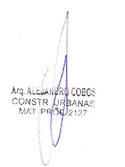 Arq. ALEJANDRO COBOS
CONSTR. URBANAS
MAT. PROF. 2127